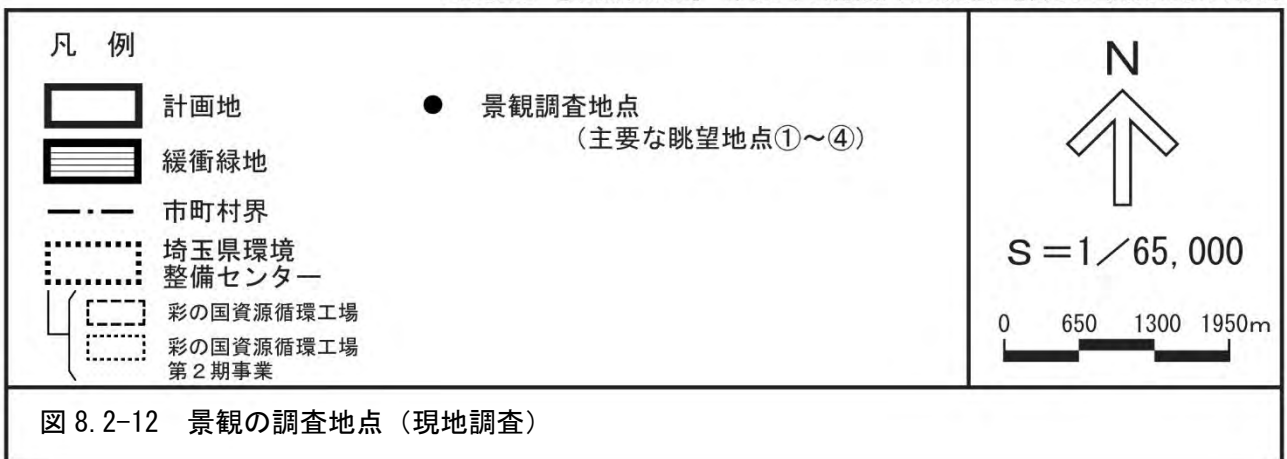 凡 例
計画地
緩衝緑地
市町村界
埼玉県環境
整備センター
彩の国資源循環工場
彩の国資源循環工場
第2期事業
● 景観調査地点
(主要な眺望地点①~④)
N
S=1/65,000
0 650 1300 1950m
図 8.2-12 景観の調査地点(現地調査)